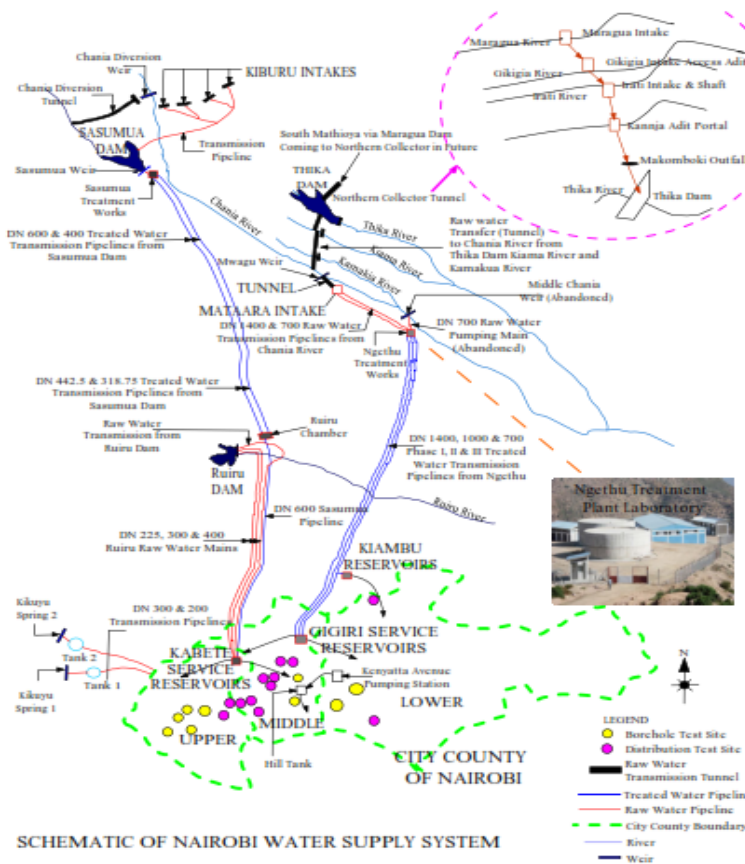 Maragua Intake
Maragua River
Gikigia Intake Access Adit
Gikigia River
Irati Intake & Shaft
Irati River
Kannja Adit Portal
Makomboki Outfall
Thika River
Thika Dam
Chania Diversion
Weir
KIBURU INTAKES
Chania Diversion
Tunnel
SASUMUA
DAM
Transmission
Pipeline
Sasumua Weir
Sasumua
Treatment
Works
South Mathioya via Maragua Dam
Coming to Northern Collector in Future
THIKA
DAM
Northern Collector Tunnel
Chania River
Thika River
Kiama River
Kamakia River
Raw water
Transfer (Tunnel)
to Chania River from
Thika Dam Kiama River and
Kamakua River
DN 600 & 400 Treated Water
Transmission Pipelines from
Sasumua Dam
Mwagu Weir
TUNNEL
MATAARA INTAKE
Middle Chania
Weir (Abandoned)
DN 1400 & 700 Raw Water
Transmission Pipelines from
Chania River
DN 700 Raw Water
Pumping Main
(Abandoned)
Ngethu
Treatment
Works
DN 442.5 & 318.75 Treated Water
Transmission Pipelines from
Sasumua Dam
Raw Water
Transmission from
Ruiru Dam
Ruiru
Chamber
DN 1400, 1000 & 700
Phase I, II & III Treated
Water Transmission
Pipelines from Ngethu
Ruiru
DAM
Ruiru River
DN 600 Sasumua
Pipeline
DN 225, 300 & 400
Ruiru Raw Water Mains
Ngethu Treatment
Plant Laboratory
KIAMBU
RESERVOIRS
Kikuyu
Spring 2
DN 300 & 200
Transmission Pipelines
Tank 2
GIGIRI SERVICE
RESERVOIRS
KABETE
SERVICE
RESERVOIRS
Kikuyu
Spring 1
Tank 1
Kenyatta Avenue
Pumping Station
LOWER
MIDDLE
UPPER
Hill Tank
CITY COUNTY
OF NAIROBI
N
LEGEND
Borehole Test Site
Distribution Test Site
Raw Water
Transmission Tunnel
Treated Water Pipeline
Raw Water Pipeline
City County Boundary
River
Weir
SCHEMATIC OF NAIROBI WATER SUPPLY SYSTEM